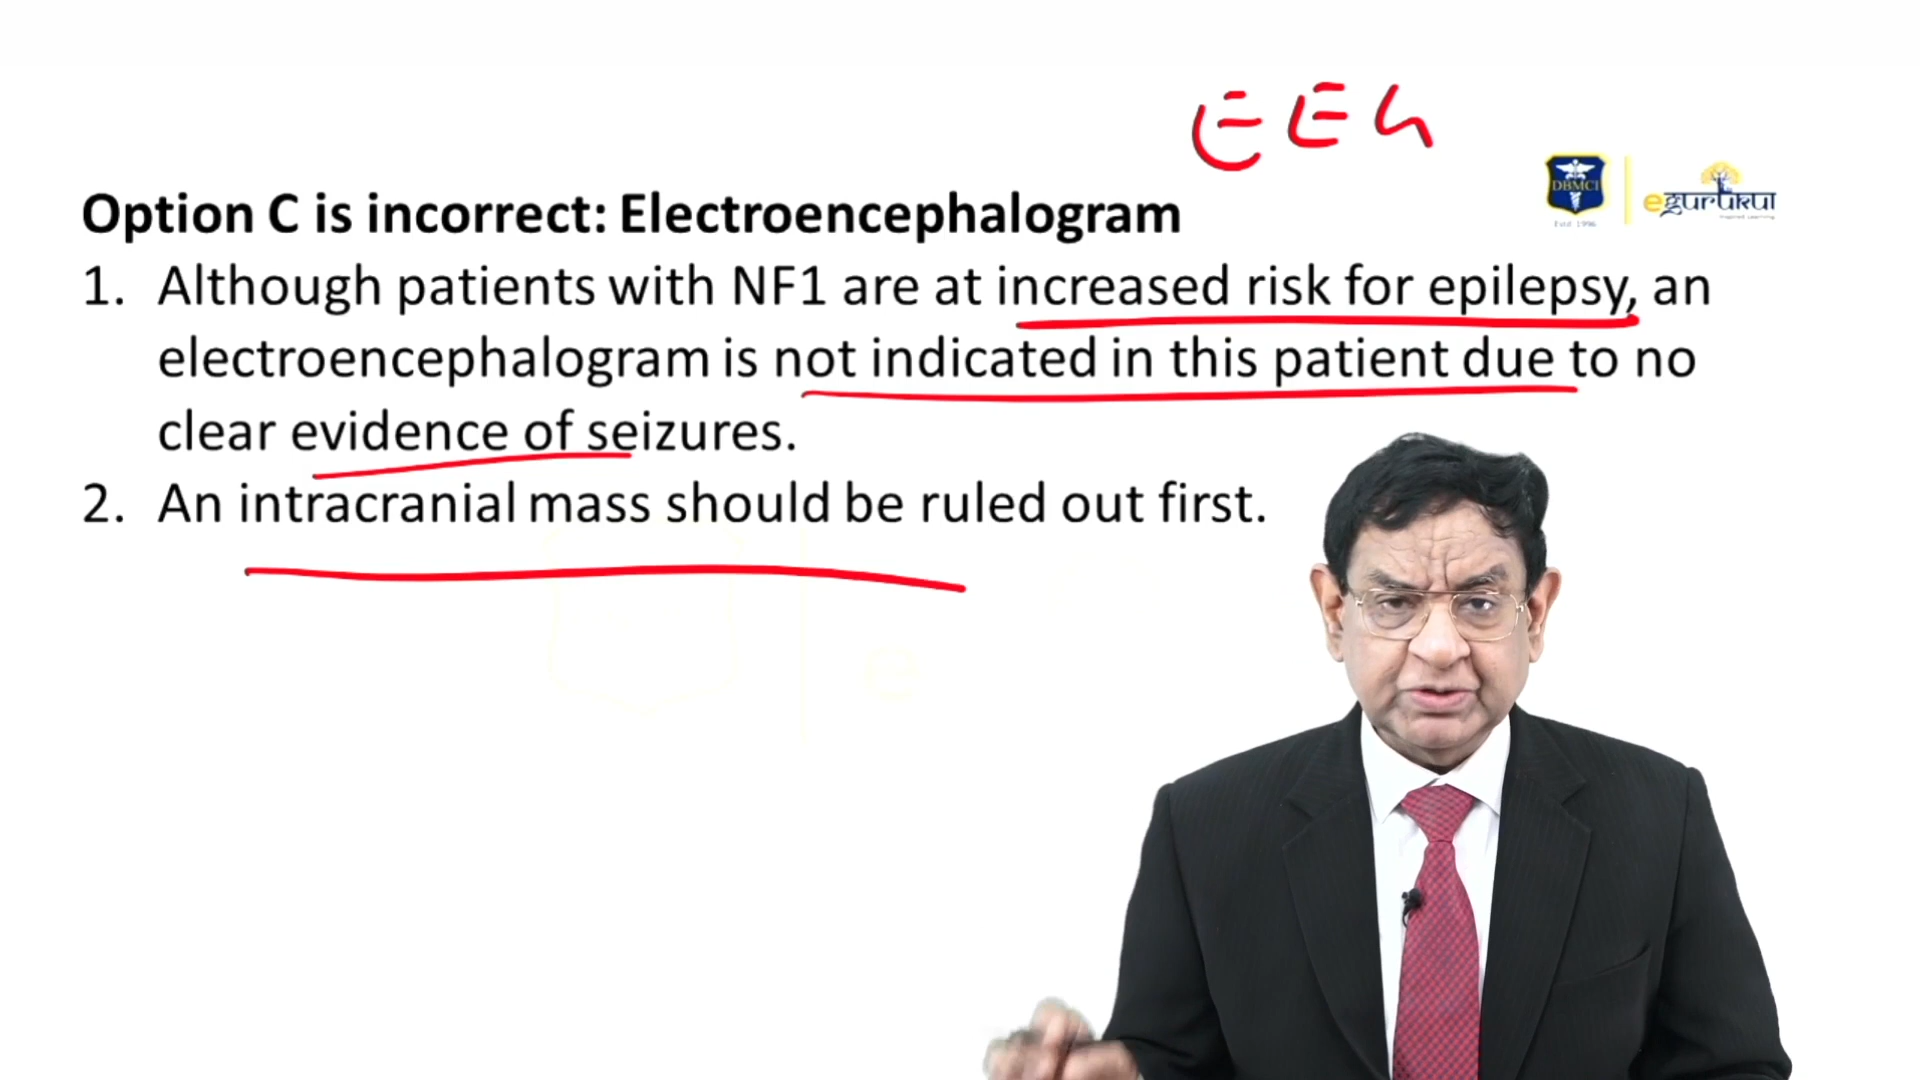 EEG
DBMCI
Estd 1996
egurukul
Option C is incorrect: Electroencephalogram
1. Although patients with NF1 are at increased risk for epilepsy, an
electroencephalogram is not indicated in this patient due to no
clear evidence of seizures.
2. An intracranial mass should be ruled out first.
e